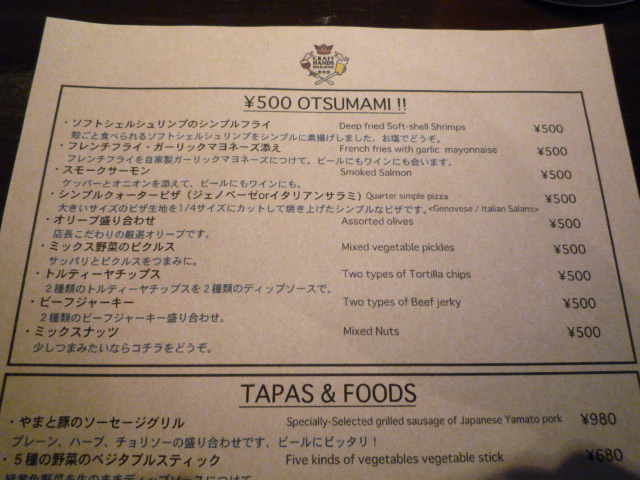 CRAFT
HANDS
¥500 OTSUMAMI !!
・ソフトシェルシュリンプのシンプルフライ Deep fried Soft-shell Shrimps ¥500
殻ごと食べられるソフトシェルシュリンプをシンプルに素揚げしました、お塩でどうぞ。
・フレンチフライ・ガーリックマヨネーズ添え French fries with garlic mayonnaise ¥500
フレンチフライを自家製ガーリックマヨネーズにつけて。ビールにもワインにも合います。
・スモークサーモン Smoked Salmon ¥500
ケッパーとオニオンを添えて、ビールにもワインにも。
・シンプルクォーターピザ（ジェノベーゼorイタリアンサラミ）Quarter simple pizza ¥500
大きいサイズのピザ生地を1/4サイズにカットして焼き上げたシンプルなピザです。<Genovese / Italian Salami>
・オリーブ盛り合わせ Assorted olives ¥500
店長こだわりの厳選オリーブです。
・ミックス野菜のピクルス Mixed vegetable pickles ¥500
サッパリとピクルスをつまみに。
・トルティーヤチップス Two types of Tortilla chips ¥500
２種類のトルティーヤチップスを２種類のディップソースで。
・ビーフジャーキー Two types of Beef jerky ¥500
２種類のビーフジャーキー盛り合わせ。
・ミックスナッツ Mixed Nuts ¥500
少しつまみたいならコチラをどうぞ。
TAPAS & FOODS
・やまと豚のソーセージグリル Specially-Selected grilled sausage of Japanese Yamato pork ¥980
プレーン、ハーブ、チョリソーの盛り合わせです、ビールにピッタリ！
・５種の野菜のベジタブルスティック Five kinds of vegetables vegetable stick ¥680